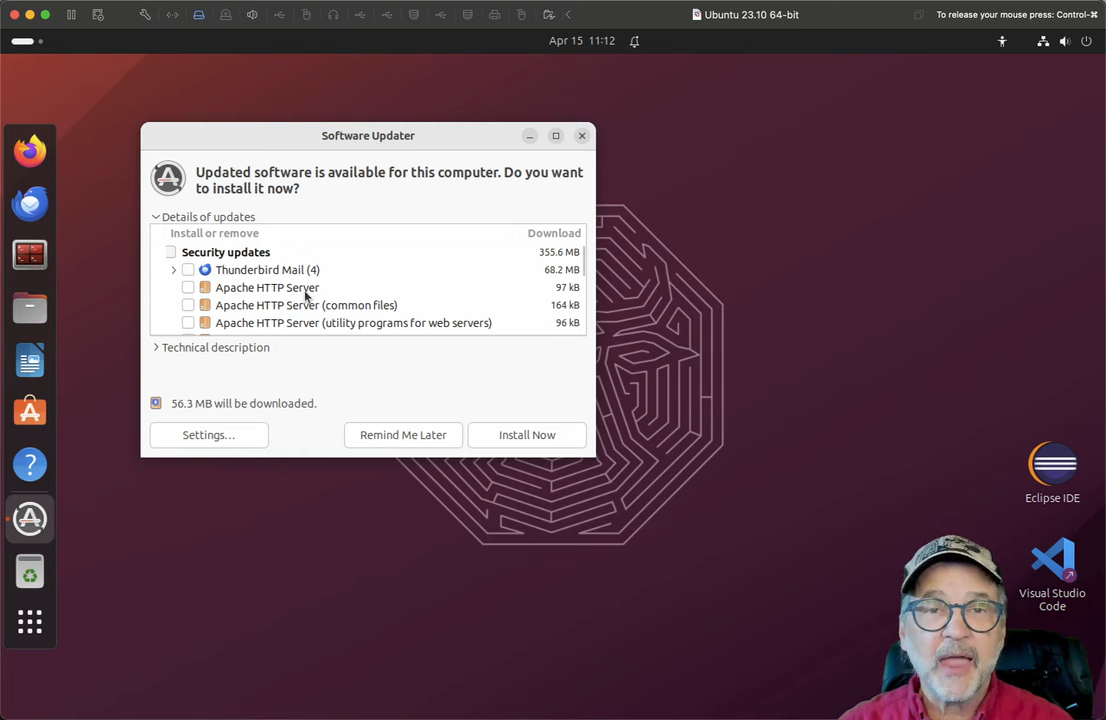 Ubuntu 23.10 64-bit
To release your mouse press: Control-⌘
Apr 15 11:12
Software Updater
Updated software is available for this computer. Do you want
to install it now?
Details of updates
Install or remove Download
Security updates 355.6 MB
Thunderbird Mail (4) 68.2 MB
Apache HTTP Server 97 kB
Apache HTTP Server (common files) 164 kB
Apache HTTP Server (utility programs for web servers) 96 kB
Technical description
56.3 MB will be downloaded.
Settings... Remind Me Later Install Now
Eclipse IDE
Visual Studio
Code